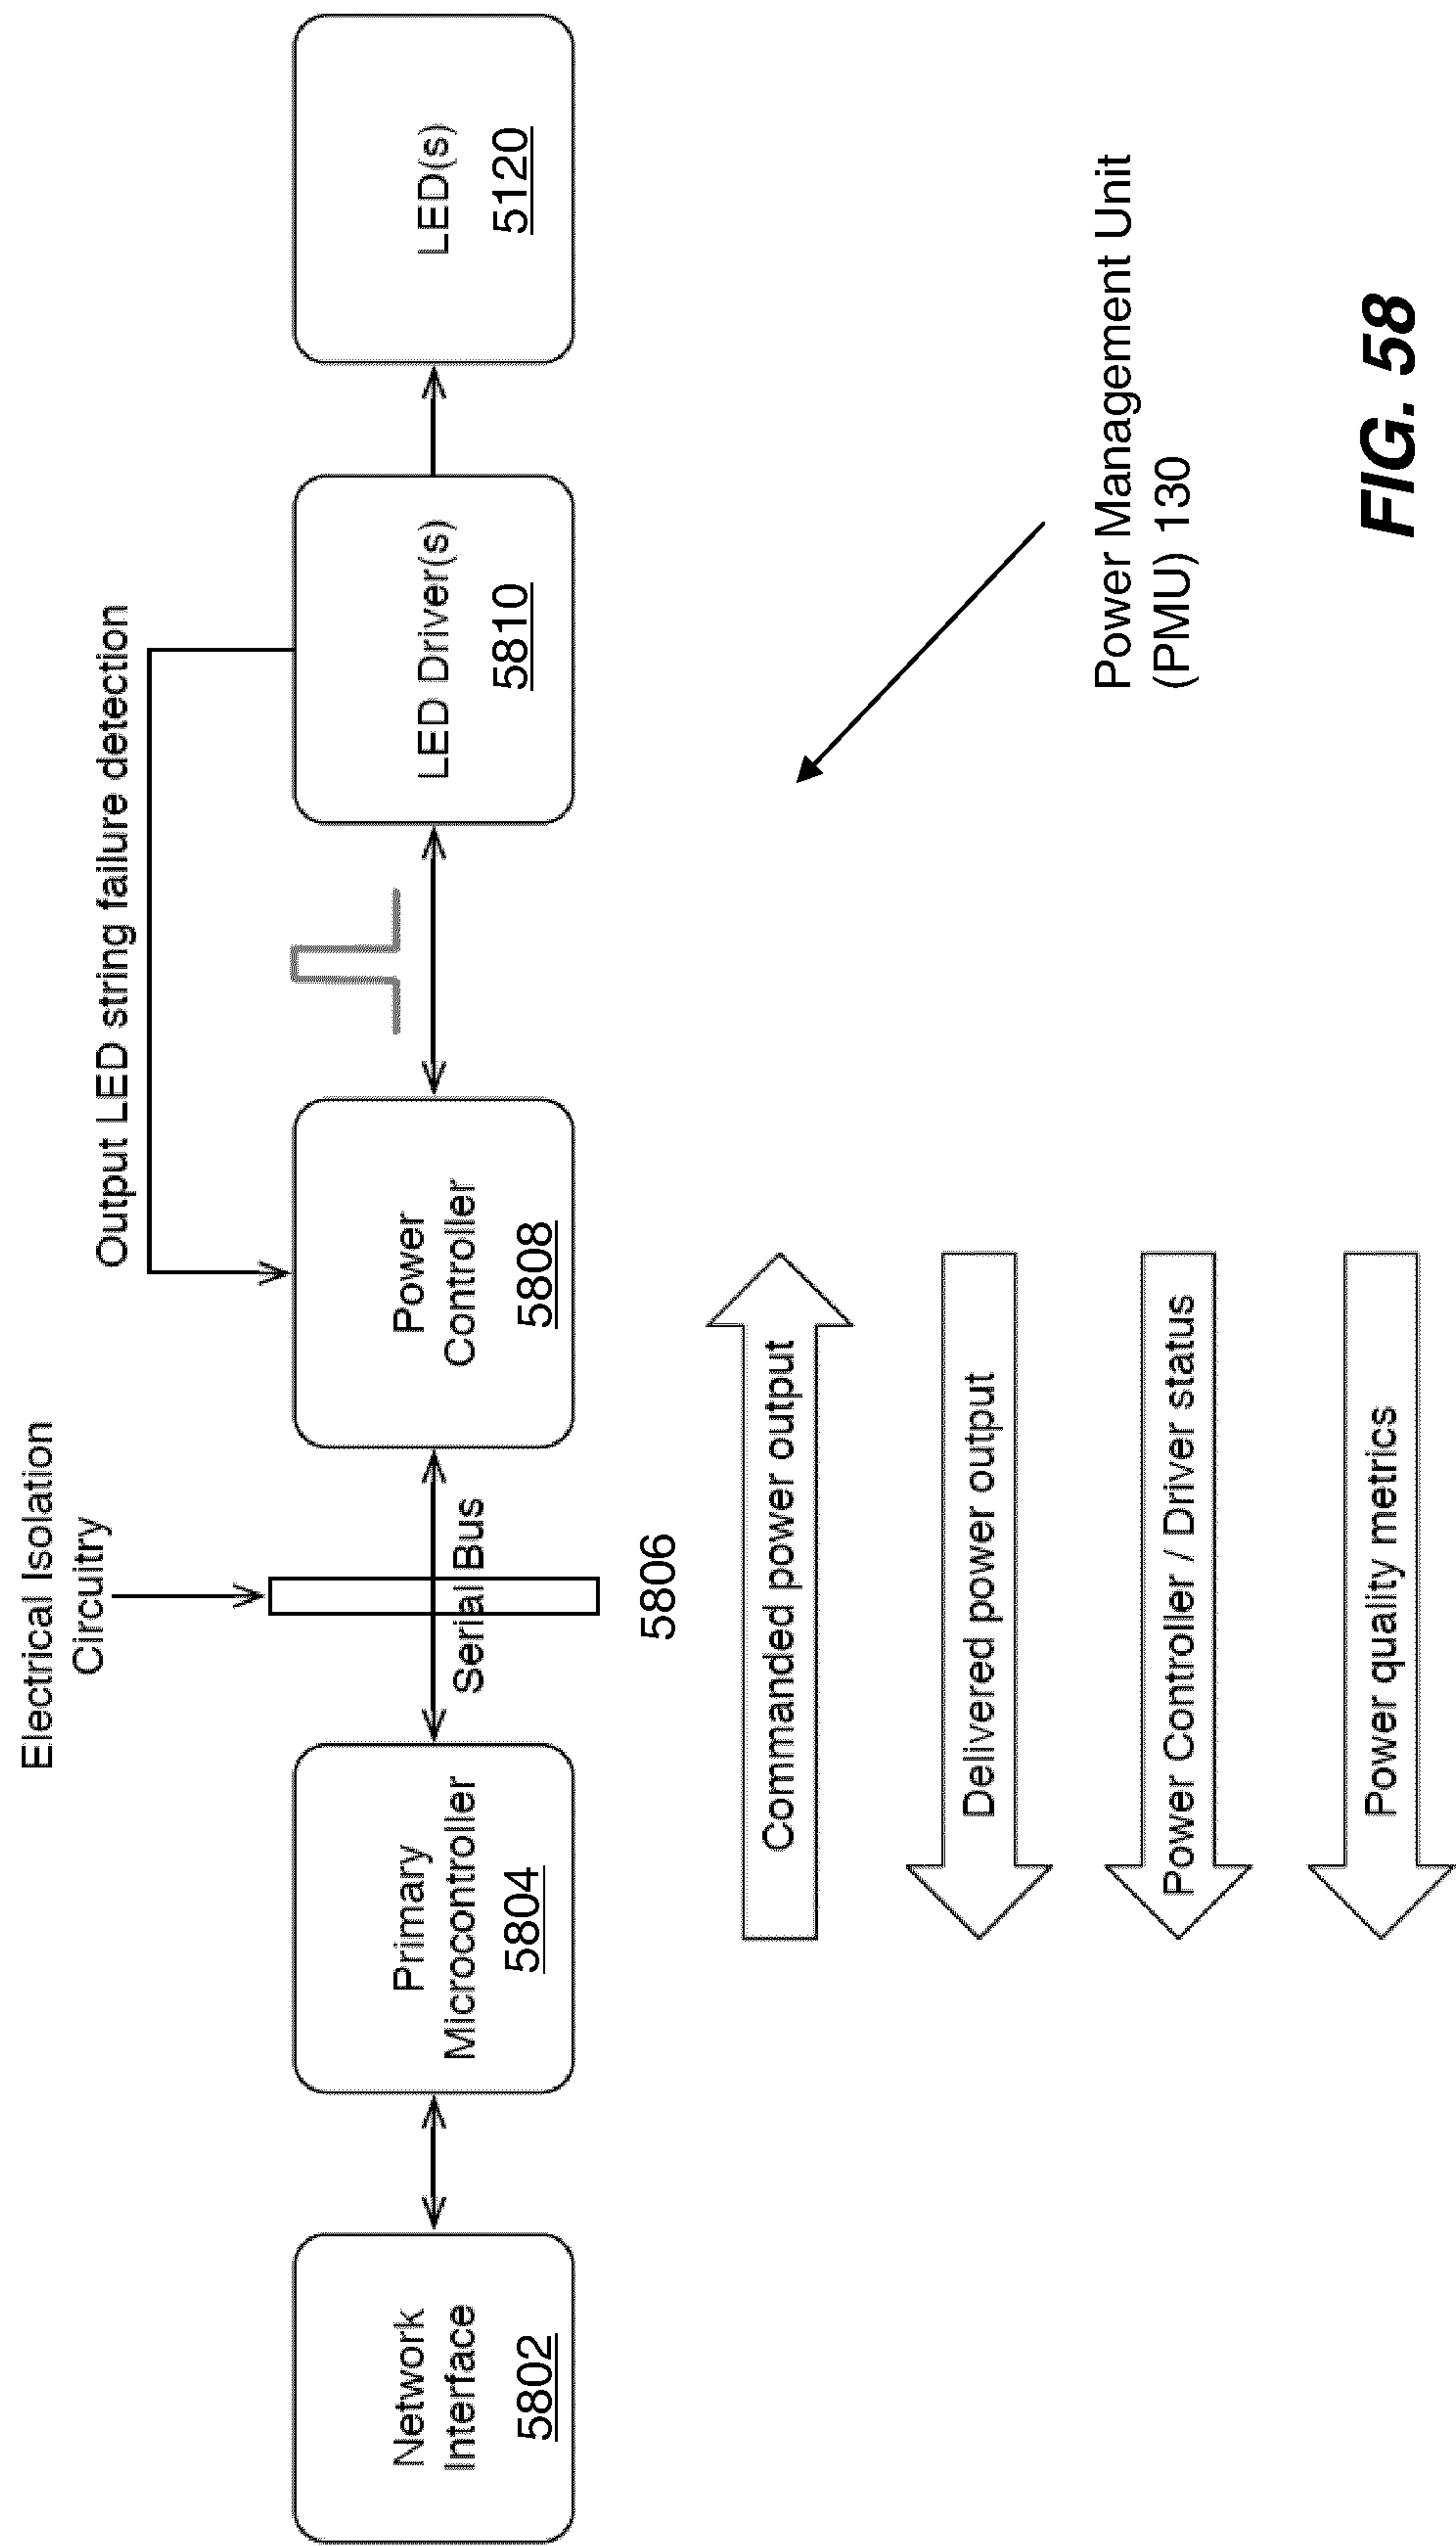 Electrical Isolation
Circuitry
Output LED string failure detection
Network
Interface
5802
Primary
Microcontroller
5804
Serial Bus
5806
Power
Controller
5808
LED Driver(s)
5810
LED(s)
5120
Commanded power output
Delivered power output
Power Controller / Driver status
Power quality metrics
Power Management Unit
(PMU) 130
FIG. 58